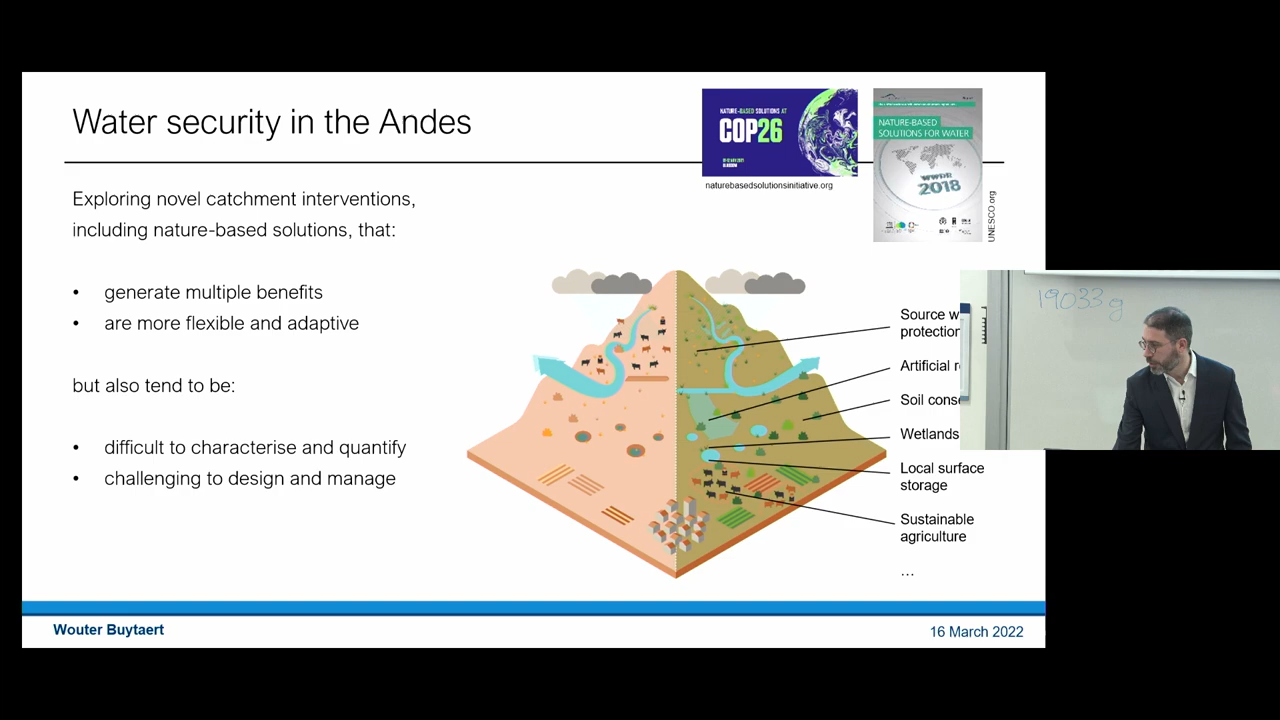 Water security in the Andes
NATURE-BASED SOLUTIONS AT
COP26
naturebasedsolutionsinitiative.org
NATURE-BASED
SOLUTIONS FOR WATER
WWDR
2018
UNESCO.org
Exploring novel catchment interventions,
including nature-based solutions, that:
• generate multiple benefits
• are more flexible and adaptive
but also tend to be:
• difficult to characterise and quantify
• challenging to design and manage
Source w
protection
Artificial r
Soil cons
Wetlands
Local surface
storage
Sustainable
agriculture
...
19033 g
Wouter Buytaert
16 March 2022